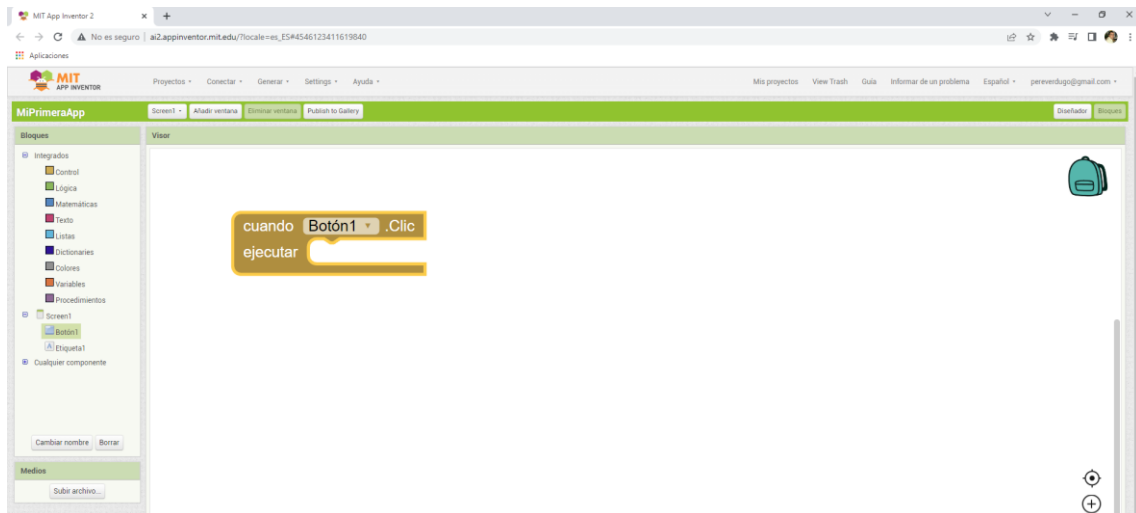 MIT App Inventor 2
No es seguro ai2.appinventor.mit.edu/?locale=es_ES#4546123411619840
Aplicaciones
MIT
APP INVENTOR
Proyectos Conectar Generar Settings Ayuda Mis proyectos View Trash Guía Informar de un problema Español pereverdugo@gmail.com
MiPrimeraApp Screen1 Añadir ventana Eliminar ventana Publish to Gallery Diseñador Bloques
Bloques Visor
Integrados
Control
Lógica
Matemáticas
Texto
Listas
Dictionaries
Colores
Variables
Procedimientos
Screen1
Botón1
Etiqueta1
Cualquier componente
Cambiar nombre Borrar
Medios
Subir archivo...
cuando Botón1 .Clic
ejecutar